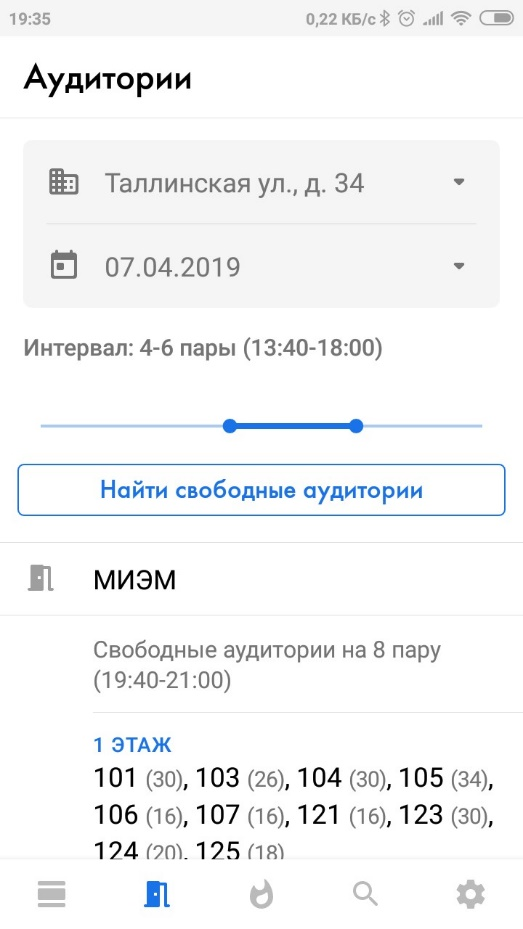 19:35
0,22 КБ/с
Аудитории
Таллинская ул., д. 34
07.04.2019
Интервал: 4-6 пары (13:40-18:00)
Найти свободные аудитории
МИЭМ
Свободные аудитории на 8 пару
(19:40-21:00)
1 ЭТАЖ
101 (30), 103 (26), 104 (30), 105 (34),
106 (16), 107 (16), 121 (16), 123 (30),
124 (20), 125 (18)